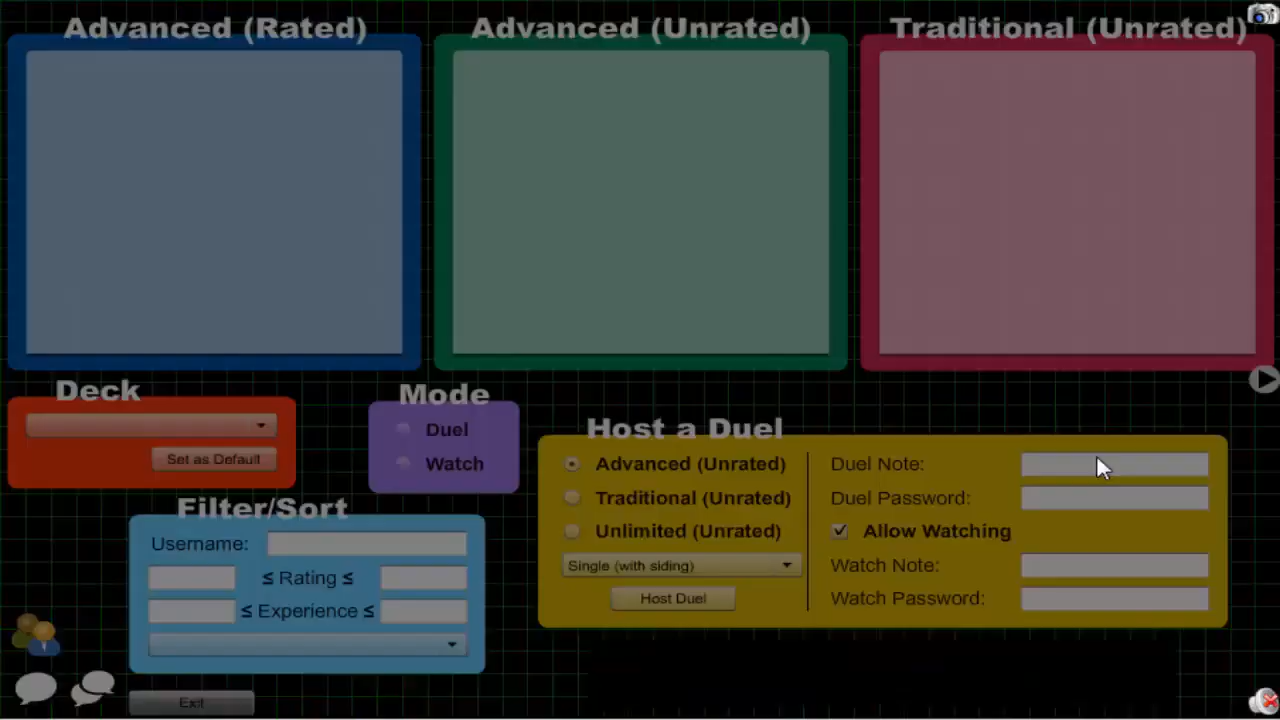 Advanced (Rated)
Advanced (Unrated)
Traditional (Unrated)
Deck
Set as Default
Mode
Duel
Watch
Filter/Sort
Username:
≤ Rating ≤
≤ Experience ≤
Exit
Host a Duel
Advanced (Unrated)
Traditional (Unrated)
Unlimited (Unrated)
Single (with siding)
Host Duel
Duel Note:
Duel Password:
Allow Watching
Watch Note:
Watch Password: